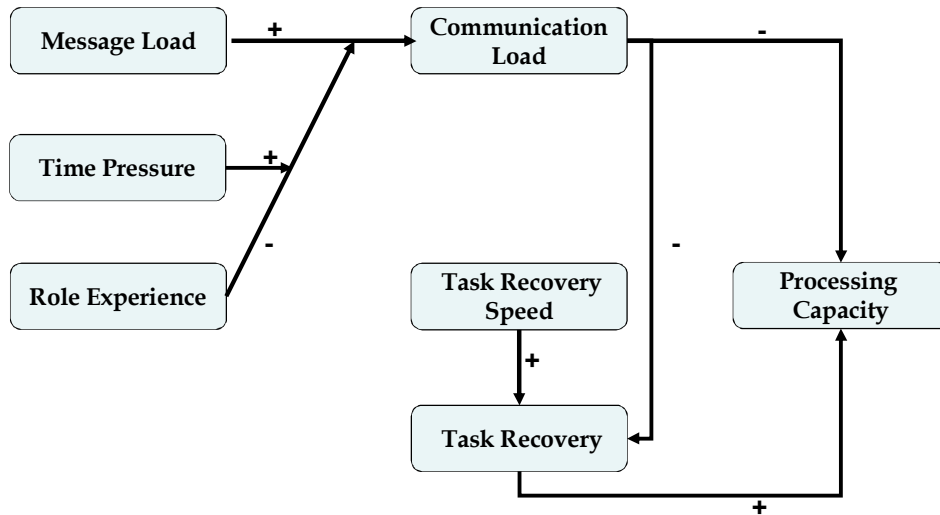 Message Load
+
Communication
Load
-
Time Pressure
+
-
-
Role Experience
Task Recovery
Speed
Processing
Capacity
+
Task Recovery
+